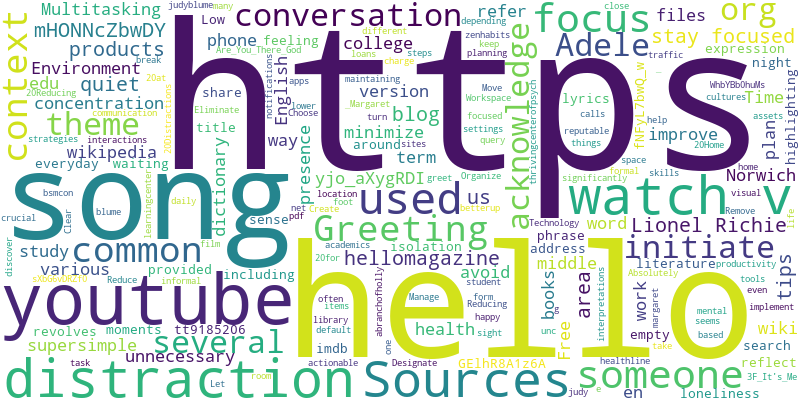 https
hello
song
youtube
distraction
Sources
watch v
used
focus
someone
initiate
common
Greeting
several
theme
conversation
context
org
Adele
acknowledge
Multitasking
mHONNcZbwDY
products
Environment
edu
quiet
concentration
wikipedia
everyday
waiting
study
various
provided
including
revolves
moments
tt9185206
supersimple
unnecessary
Low
phone
feeling
college
share
English
version
blog
minimize
way
title
dictionary
presence
around
term
yjo_aXygRDI
sense
hellomagazine
isolation
avoid
health
imdb
GElhR8A1z6A
middle
area
books
address
phrase
word
us
refer
files
stay focused
expression
night
Time
highlighting
plan
improve
fNFyL7bwQ_w
Norwich
Lionel Richie
literature
tips
work
empty
wiki
search
reflect
loneliness
en
Free
judyblume
many
break
20at
20Reducing
Eliminate
20Distractions
communication
strategies
interactions
learningcenter
daily
bsmcon
crucial
Clear
blume
discover
film
informal
Reduce
task
Let
room
Are_You_There_God
notifications
apps
loans
different
steps
charge
_Margaret
maintaining
lower
Choose
turn
sites
location
greet
net
pdf
Create
foot
academics
20for
often
items
library
default
actionable
one
abranchofholly
happy
sight
Manage
student
form
Reducing
unc
g
depending
zenhabits
keep
planning
Move
Workspace
focused
settings
query
Organize
betterup
thrivingcenterofpsych
close
traffic
WhbYBbOhuMs
cultures
assets
calls
reputable
things
help
20Home
space
home
significantly
formal
skills
visual
Remove
Technology
life
productivity
Absolutely
tools
even
implement
interpretations
margaret
take
mental
seems
based
healthline
judy
e
3F_It's_Me